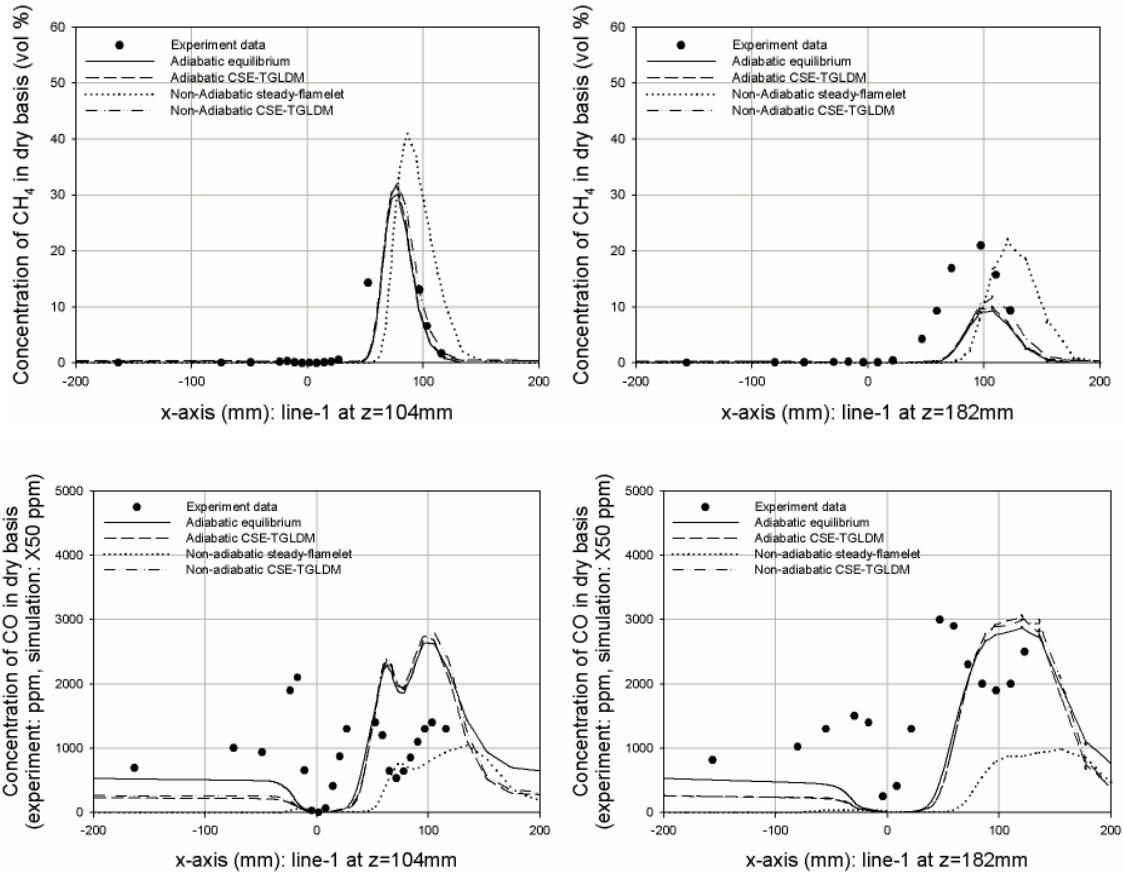 Concentration of CH4 in dry basis (vol %)
60
50
40
30
20
10
0
Experiment data
Adiabatic equilibrium
Adiabatic CSE-TGLDM
Non-Adiabatic steady-flamelet
Non-Adiabatic CSE-TGLDM
-200
-100
0
100
200
x-axis (mm): line-1 at z=104mm
Concentration of CH4 in dry basis (vol %)
60
50
40
30
20
10
0
Experiment data
Adiabatic equilibrium
Adiabatic CSE-TGLDM
Non-Adiabatic steady-flamelet
Non-Adiabatic CSE-TGLDM
-200
-100
0
100
200
x-axis (mm): line-1 at z=182mm
Concentration of CO in dry basis
(experiment: ppm, simulation: X50 ppm)
5000
4000
3000
2000
1000
0
Experiment data
Adiabatic equilibrium
Adiabatic CSE-TGLDM
Non-adiabatic steady-flamelet
Non-adiabatic CSE-TGLDM
-200
-100
0
100
200
x-axis (mm): line-1 at z=104mm
Concentration of CO in dry basis
(experiment: ppm, simulation: X50 ppm)
5000
4000
3000
2000
1000
0
Experiment data
Adiabatic equilibrium
Adiabatic CSE-TGLDM
Non-adiabatic steady-flamelet
Non-adiabatic CSE-TGLDM
-200
-100
0
100
200
x-axis (mm): line-1 at z=182mm